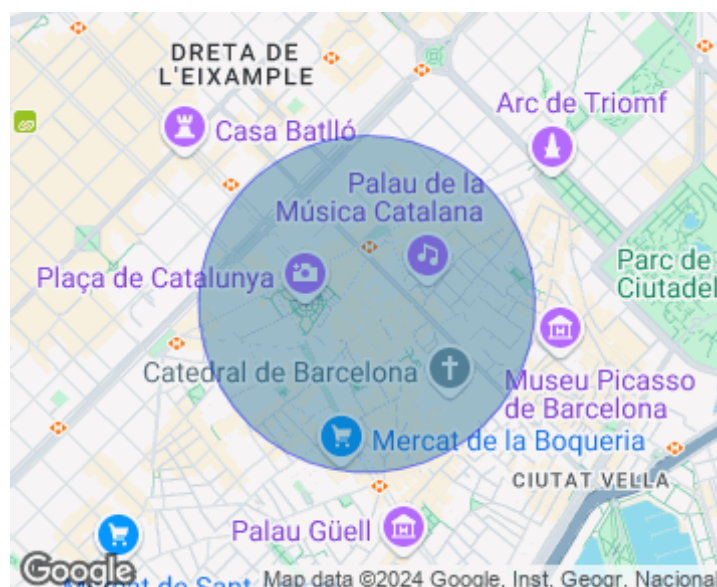 DRETA DE
L'EIXAMPLE
Casa Batlló
Arc de Triomf
Palau de la
Música Catalana
Plaça de Catalunya
Parc de
Ciutadel
Catedral de Barcelona
Museu Picasso
de Barcelona
Mercat de la Boqueria
CIUTAT VELLA
Palau Güell
Google
Map data ©2024 Google, Inst. Geogr. Nacional